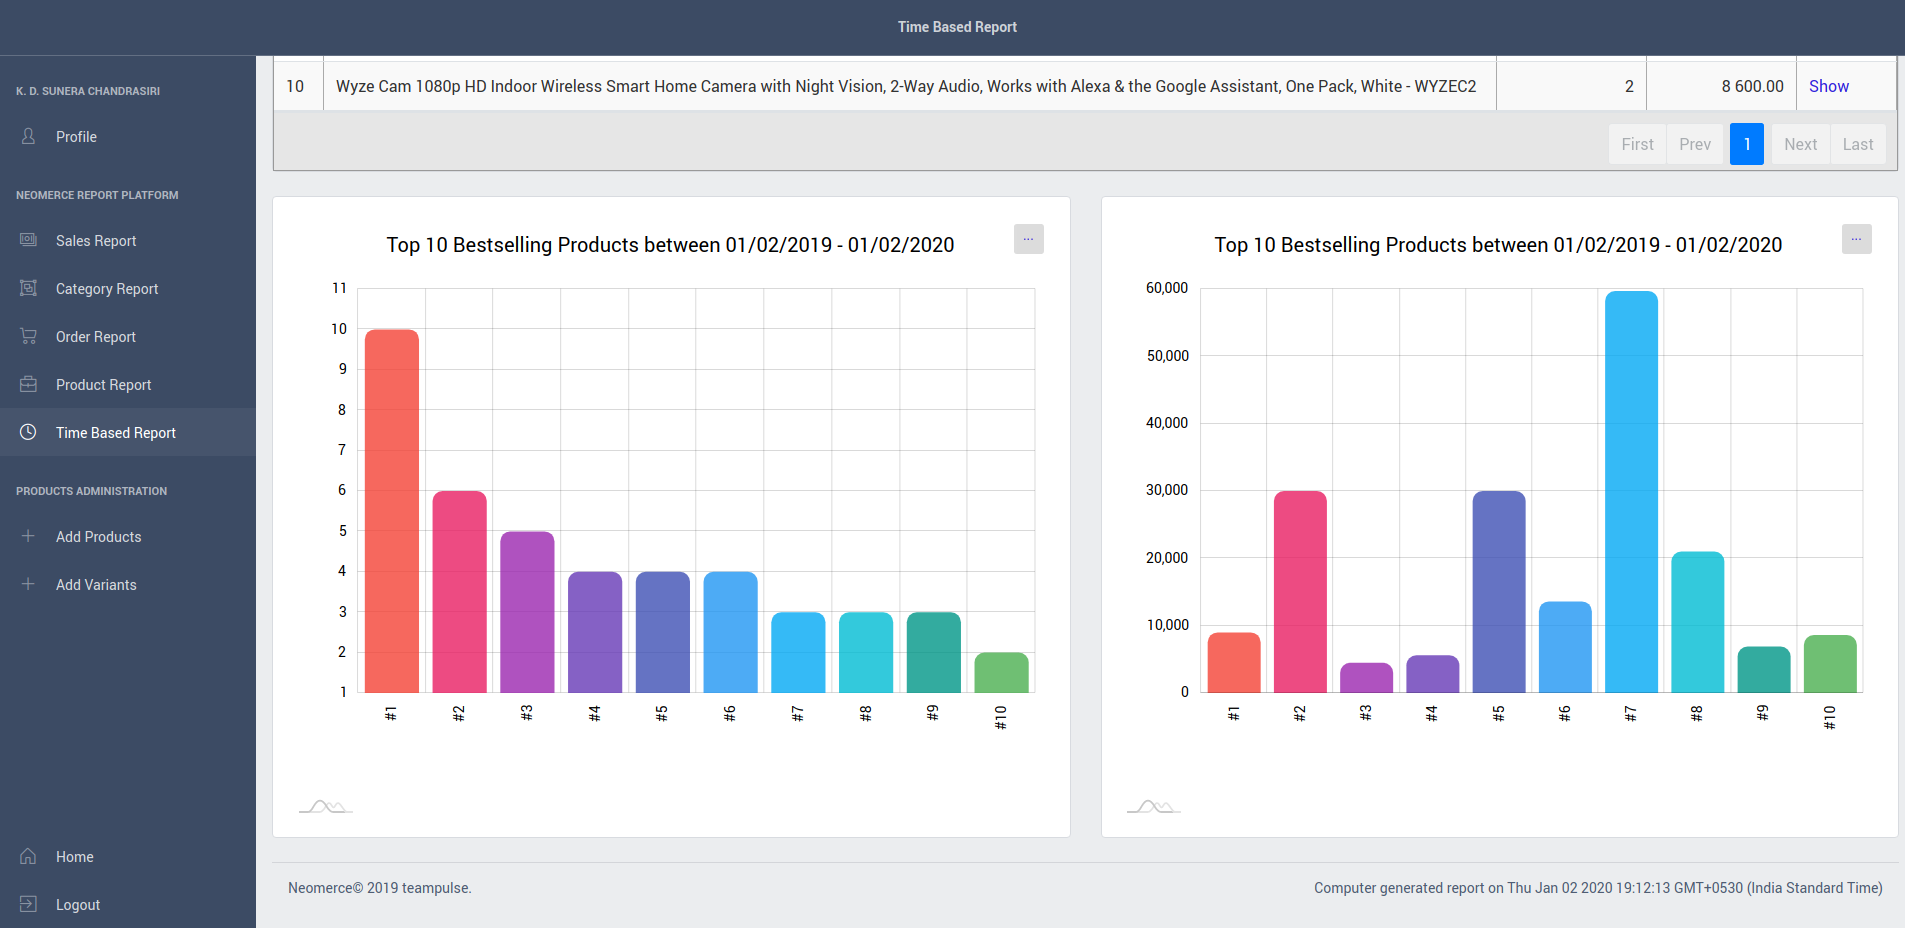 Time Based Report
K. D. SUNERA CHANDRASIRI
Profile
NEOMERCE REPORT PLATFORM
Sales Report
Category Report
Order Report
Product Report
Time Based Report
PRODUCTS ADMINISTRATION
Add Products
Add Variants
Home
Logout
10 Wyze Cam 1080p HD Indoor Wireless Smart Home Camera with Night Vision, 2-Way Audio, Works with Alexa & the Google Assistant, One Pack, White - WYZEC2 2 8 600.00 Show
First Prev 1 Next Last
Top 10 Bestselling Products between 01/02/2019 - 01/02/2020
...
11
10
9
8
7
6
5
4
3
2
1
#1 #2 #3 #4 #5 #6 #7 #8 #9 #10
Top 10 Bestselling Products between 01/02/2019 - 01/02/2020
...
60,000
50,000
40,000
30,000
20,000
10,000
0
#1 #2 #3 #4 #5 #6 #7 #8 #9 #10
Neomerce© 2019 teampulse.
Computer generated report on Thu Jan 02 2020 19:12:13 GMT+0530 (India Standard Time)